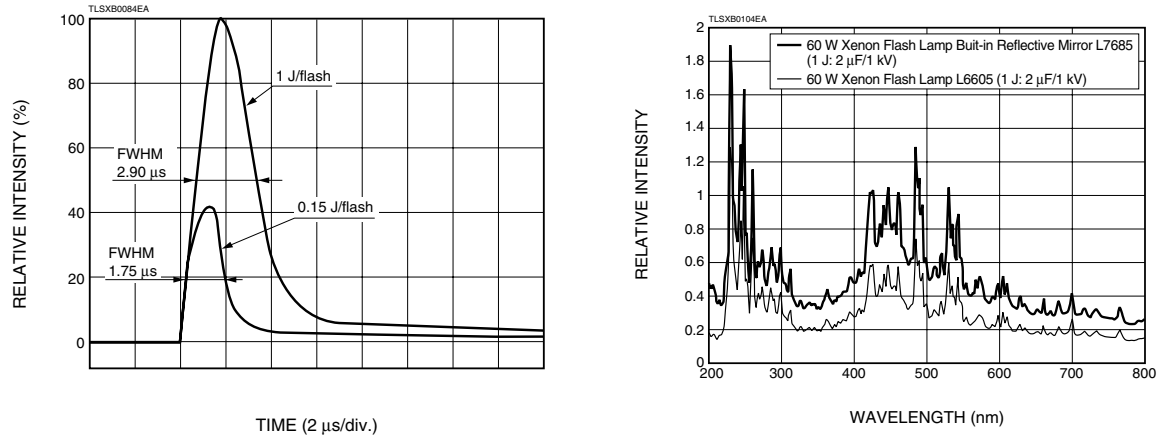 TLSXB0084EA
RELATIVE INTENSITY (%)
100
80
60
40
20
0
1 J/flash
FWHM
2.90 µs
0.15 J/flash
FWHM
1.75 µs
TIME (2 µs/div.)
TLSXB0104EA
RELATIVE INTENSITY
2
1.8
1.6
1.4
1.2
1
0.8
0.6
0.4
0.2
0
60 W Xenon Flash Lamp Buit-in Reflective Mirror L7685
(1 J: 2 µF/1 kV)
60 W Xenon Flash Lamp L6605 (1 J: 2 µF/1 kV)
200 300 400 500 600 700 800
WAVELENGTH (nm)